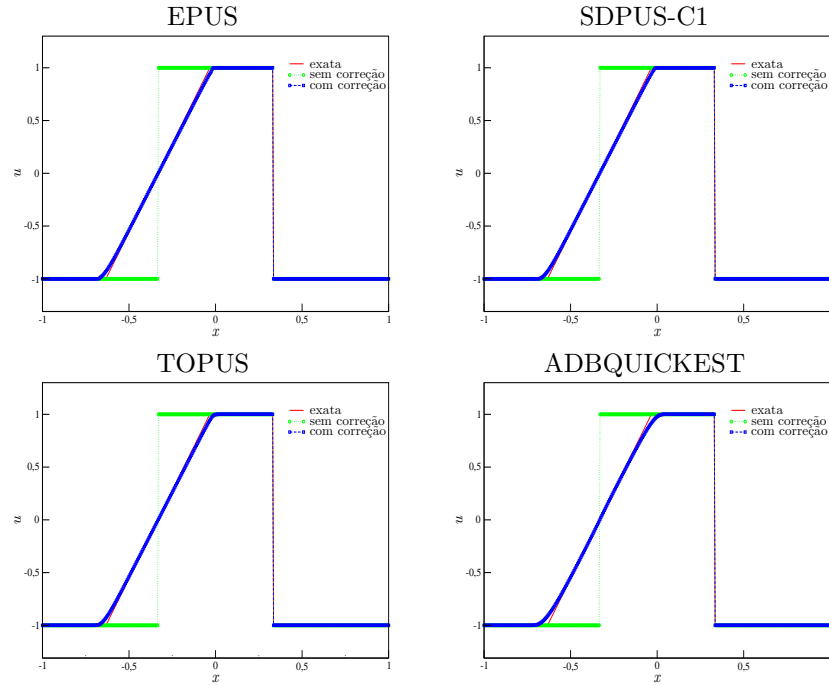 EPUS
exata
sem correção
com correção
1
0,5
0
-0,5
-1
u
-1
-0,5
0
0,5
1
x
SDPUS-C1
exata
sem correção
com correção
1
0,5
0
-0,5
-1
u
-1
-0,5
0
0,5
x
TOPUS
exata
sem correção
com correção
1
0,5
0
-0,5
-1
u
-1
-0,5
0
0,5
1
x
ADBQUICKEST
exata
sem correção
com correção
1
0,5
0
-0,5
-1
u
-1
-0,5
0
0,5
x